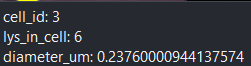 cell_id: 3
lys_in_cell: 6
diameter_um: 0.23760000944137574